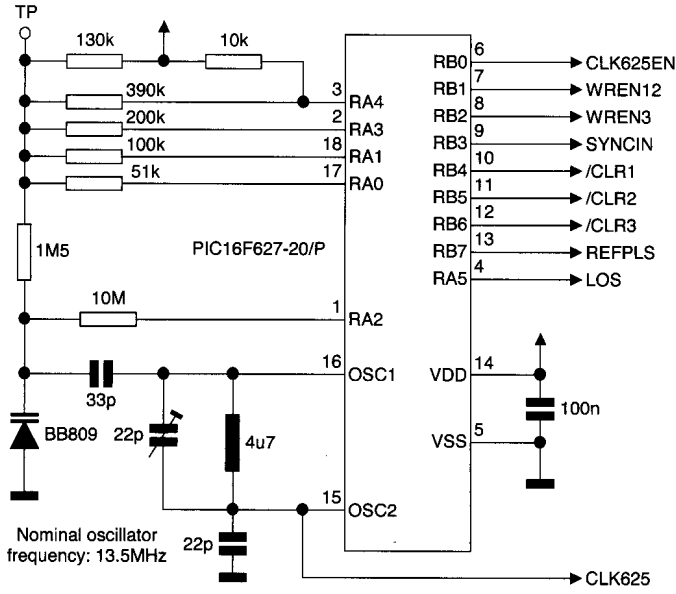 TP
130k
10k
390k
200k
100k
51k
3
2
18
17
RA4
RA3
RA1
RA0
6
7
8
9
10
11
12
13
4
RB0
RB1
RB2
RB3
RB4
RB5
RB6
RB7
RA5
CLK625EN
WREN12
WREN3
SYNCIN
/CLR1
/CLR2
/CLR3
REFPLS
LOS
1M5
PIC16F627-20/P
10M
1
RA2
16
OSC1
33p
BB809
22p
4u7
15
OSC2
22p
VDD
14
VSS
5
100n
Nominal oscillator
frequency: 13.5MHz
CLK625